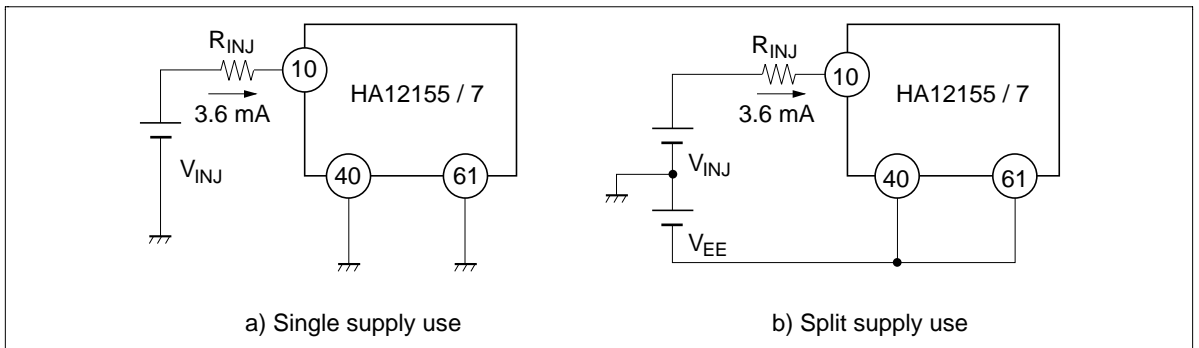 R_INJ
10
HA12155 / 7
3.6 mA
V_INJ
40
61
a) Single supply use
R_INJ
10
HA12155 / 7
3.6 mA
V_INJ
40
61
V_EE
b) Split supply use